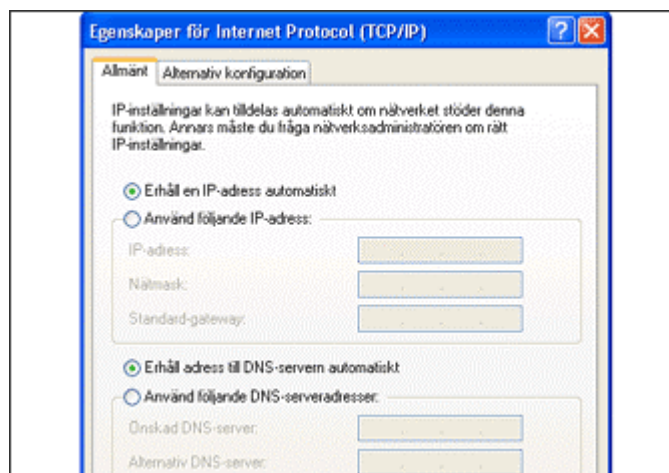 Egenskaper för Internet Protocol (TCP/IP)
Allmänt Alternativ konfiguration
IP-inställningar kan tilldelas automatiskt om nätverket stöder denna
funktion. Annars måste du fråga nätverksadministratören om rätt
IP-inställningar.
Erhåll en IP-adress automatiskt
Använd följande IP-adress:
IP-adress:
Nätmask:
Standard-gateway:
Erhåll adress till DNS-servern automatiskt
Använd följande DNS-serveradresser:
Önskad DNS-server:
Alternativ DNS-server: